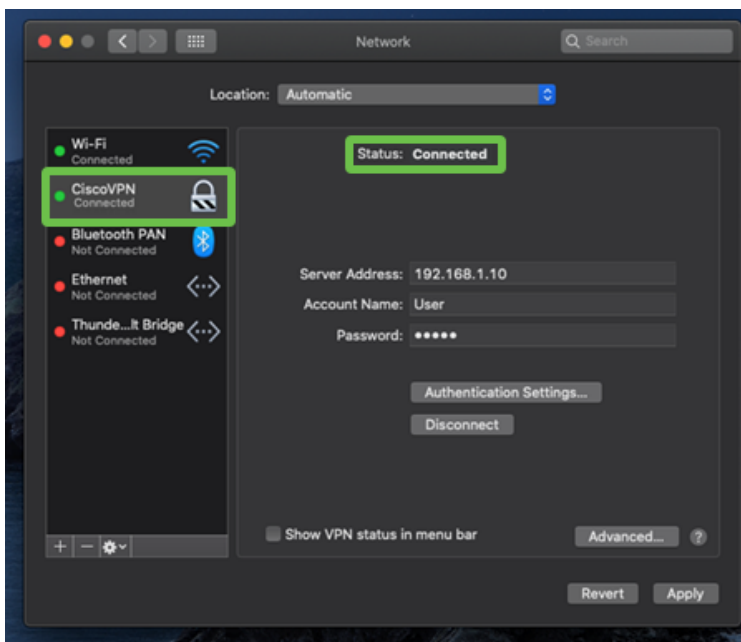 Network
Search
Location: Automatic
Wi-Fi
Connected
CiscoVPN
Connected
Bluetooth PAN
Not Connected
Ethernet
Not Connected
Thunde...lt Bridge
Not Connected
Status: Connected
Server Address: 192.168.1.10
Account Name: User
Password: •••••
Authentication Settings...
Disconnect
Show VPN status in menu bar
Advanced... ?
Revert Apply